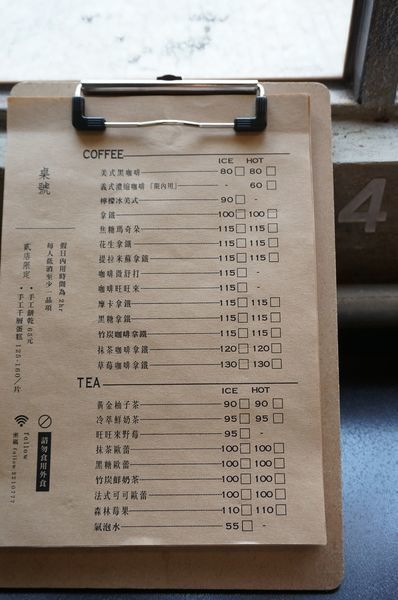 COFFEE
ICE HOT
美式黑咖啡 80 80
義式濃縮咖啡「限內用」 - 60
檸檬冰美式 90 -
拿鐵 100 100
焦糖瑪奇朵 115 115
花生拿鐵 115 115
提拉米蘇拿鐵 115 115
咖啡微舒打 115 -
咖啡旺旺來 115 -
摩卡拿鐵 115 115
黑糖拿鐵 115 115
竹炭咖啡拿鐵 115 115
抹茶咖啡拿鐵 120 120
草莓咖啡拿鐵 130 130
TEA
ICE HOT
黃金柚子茶 90 90
冷萃鮮奶茶 95 95
旺旺來野莓 95 -
抹茶歐蕾 100 100
黑糖歐蕾 100 100
竹炭鮮奶茶 100 100
法式可可歐蕾 100 100
森林莓果 110 110
氣泡水 55 -
桌號
假日內用時間為 2hr
每人低消至少一品項
貳店限定
・手工餅乾 65元
・手工千層蛋糕 125-160/片
請勿食用外食
follow
4